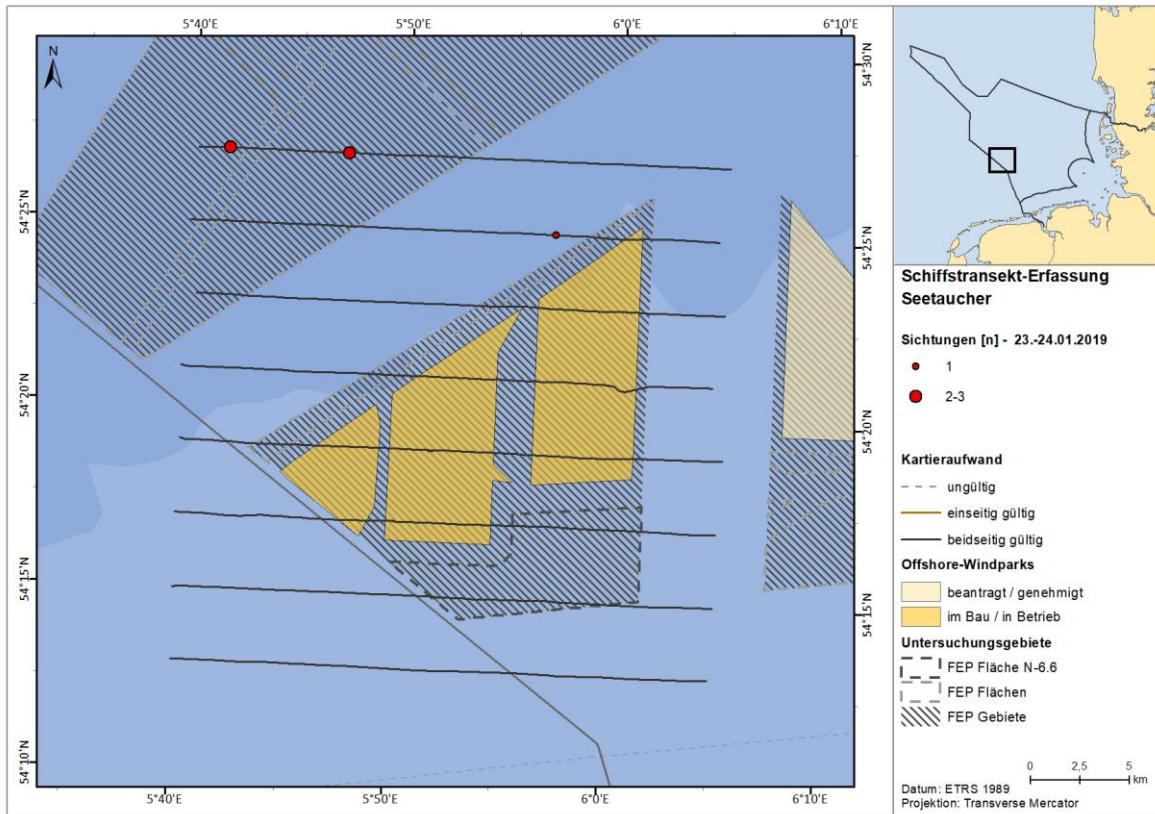 5°40'E
5°50'E
6°0'E
6°10'E
N
54°30'N
54°25'N
54°25'N
54°20'N
54°20'N
54°15'N
54°15'N
54°10'N
5°40'E
5°50'E
6°0'E
6°10'E
Schiffstransekt-Erfassung
Seetaucher
Sichtungen [n] - 23.-24.01.2019
1
2-3
Kartieraufwand
ungültig
einseitig gültig
beidseitig gültig
Offshore-Windparks
beantragt / genehmigt
im Bau / in Betrieb
Untersuchungsgebiete
FEP Fläche N-6.6
FEP Flächen
FEP Gebiete
0 2,5 5
km
Datum: ETRS 1989
Projektion: Transverse Mercator